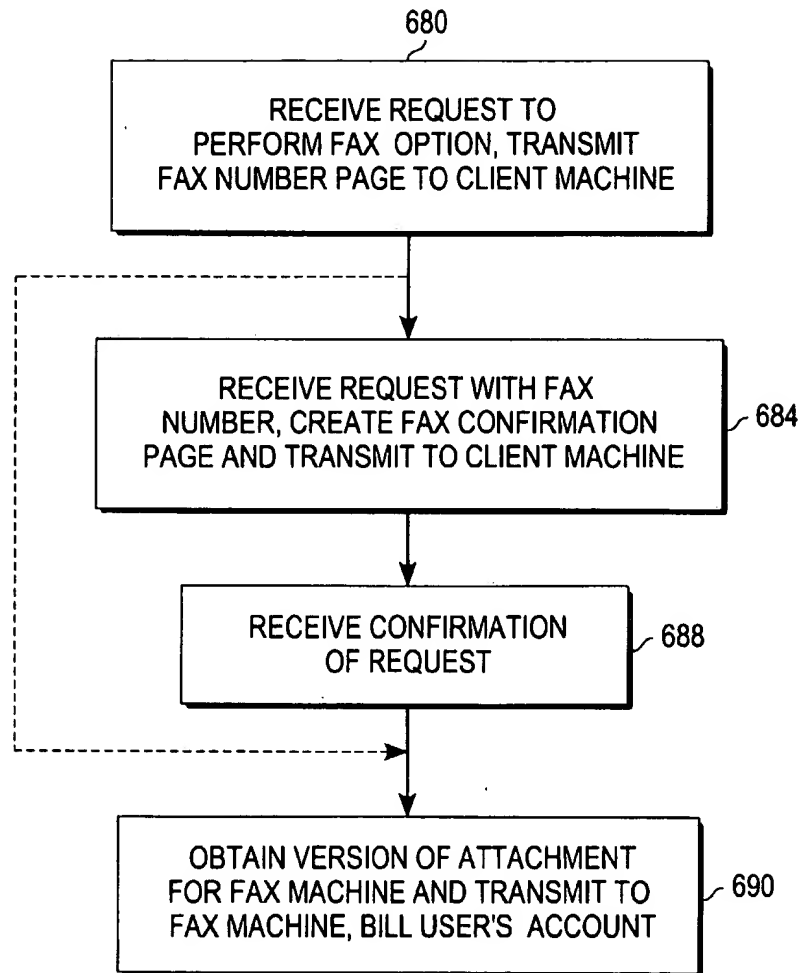 680
RECEIVE REQUEST TO
PERFORM FAX OPTION, TRANSMIT
FAX NUMBER PAGE TO CLIENT MACHINE
RECEIVE REQUEST WITH FAX
NUMBER, CREATE FAX CONFIRMATION
PAGE AND TRANSMIT TO CLIENT MACHINE
684
RECEIVE CONFIRMATION
OF REQUEST
688
OBTAIN VERSION OF ATTACHMENT
FOR FAX MACHINE AND TRANSMIT TO
FAX MACHINE, BILL USER'S ACCOUNT
690